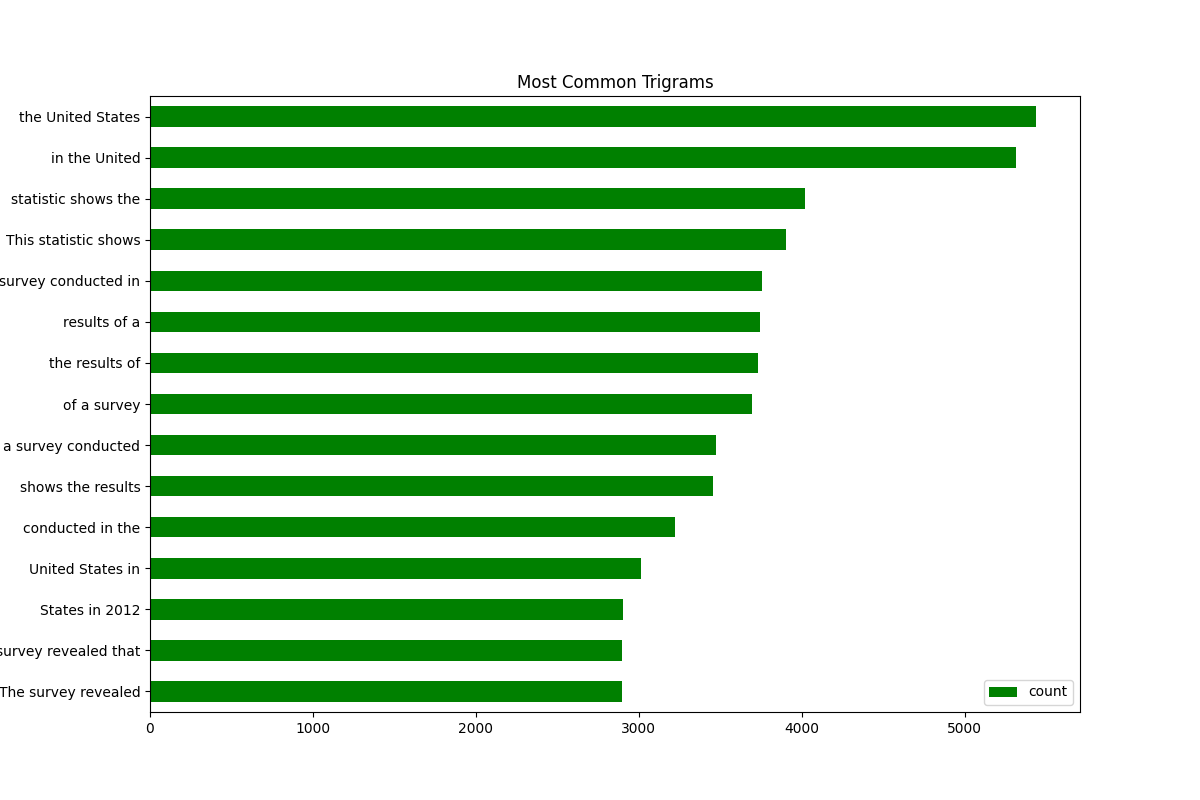 Most Common Trigrams
the United States
in the United
statistic shows the
This statistic shows
survey conducted in
results of a
the results of
of a survey
a survey conducted
shows the results
conducted in the
United States in
States in 2012
survey revealed that
The survey revealed
count
0 1000 2000 3000 4000 5000